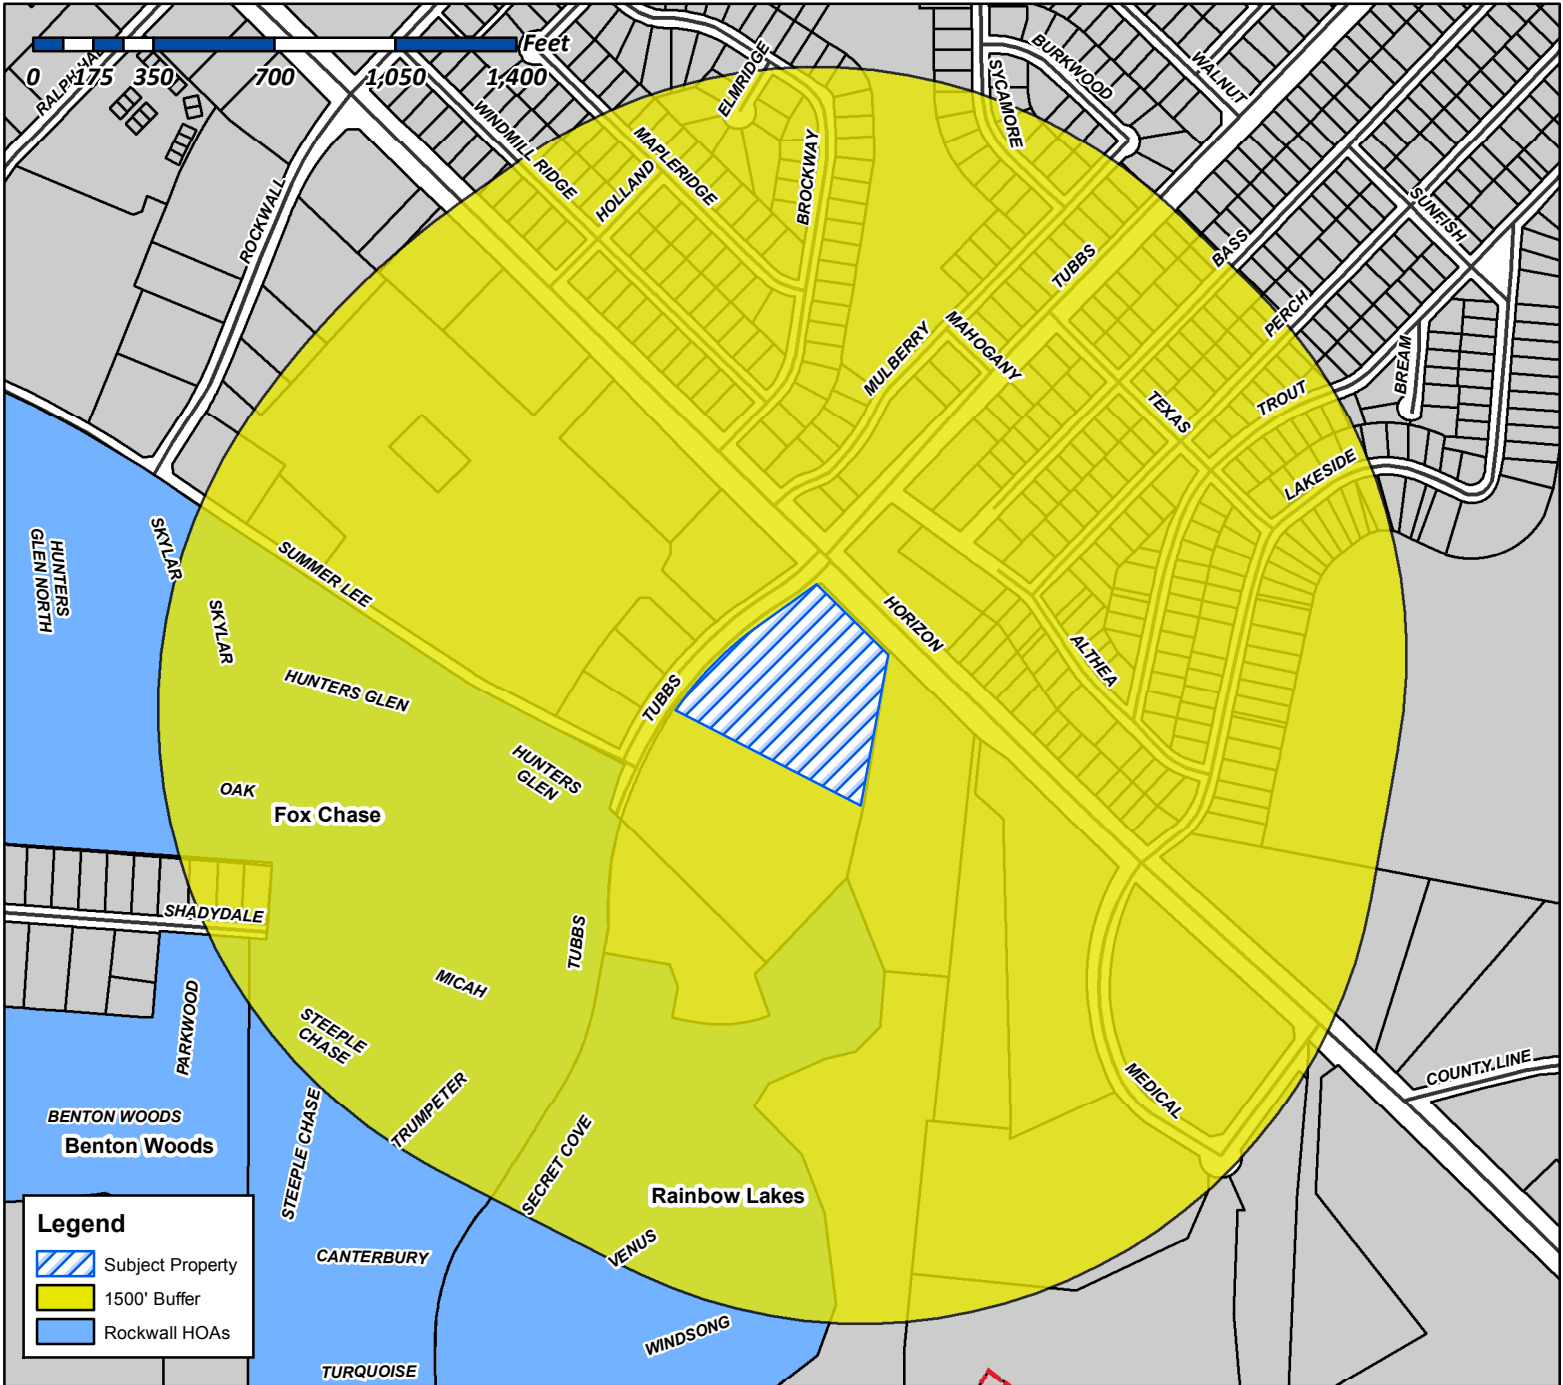 Feet
0 175 350 700 1,050 1,400
RALPH HALL
ROCKWALL
WINDMILL RIDGE
HOLLAND
MAPLERIDGE
ELMRIDGE
BROCKWAY
SYCAMORE
BURKWOOD
WALNUT
TUBBS
BASS
SUNFISH
PERCH
BREAM
MULBERRY
MAHOGANY
TEXAS
TROUT
LAKESIDE
HUNTERS
GLEN NORTH
SKYLAR
SKYLAR
SUMMER LEE
HUNTERS GLEN
TUBBS
HORIZON
ALTHEA
HUNTERS
GLEN
OAK
Fox Chase
SHADYDALE
TUBBS
MICAH
PARKWOOD
STEEPLE
CHASE
TRUMPETER
STEEPLE CHASE
BENTON WOODS
Benton Woods
SECRET COVE
Rainbow Lakes
MEDICAL
COUNTY LINE
VENUS
CANTERBURY
WINDSONG
TURQUOISE
Legend
Subject Property
1500' Buffer
Rockwall HOAs